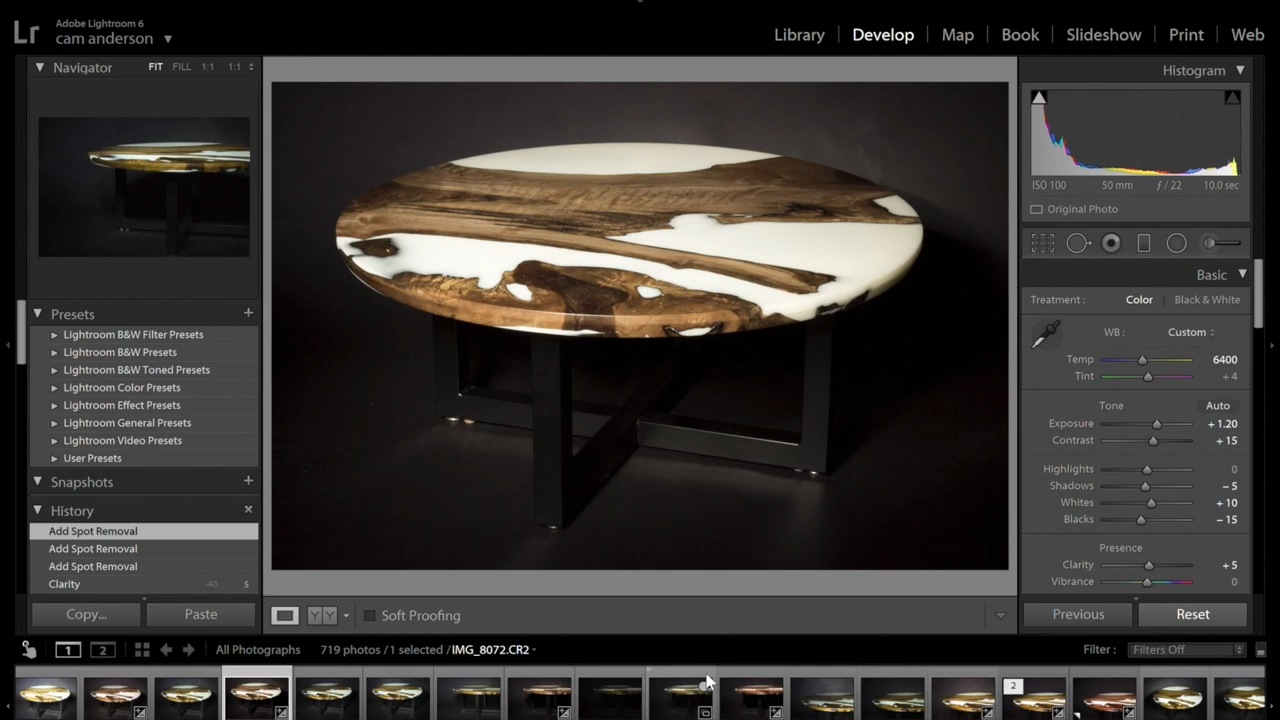 Lr
Adobe Lightroom 6
cam anderson
Library Develop Map Book Slideshow Print Web
Navigator FIT FILL 1:1 1:1
Presets +
Lightroom B&W Filter Presets
Lightroom B&W Presets
Lightroom B&W Toned Presets
Lightroom Color Presets
Lightroom Effect Presets
Lightroom General Presets
Lightroom Video Presets
User Presets
Snapshots +
History
Add Spot Removal
Add Spot Removal
Add Spot Removal
Clarity -40 5
Copy... Paste
Y Y Soft Proofing
Histogram
ISO 100 50 mm ƒ / 22 10.0 sec
Original Photo
Basic
Treatment : Color Black & White
WB : Custom
Temp 6400
Tint + 4
Tone Auto
Exposure + 1.20
Contrast + 15
Highlights 0
Shadows – 5
Whites + 10
Blacks – 15
Presence
Clarity + 5
Vibrance 0
Previous Reset
1 2 All Photographs 719 photos / 1 selected / IMG_8072.CR2
Filter : Filters Off
2